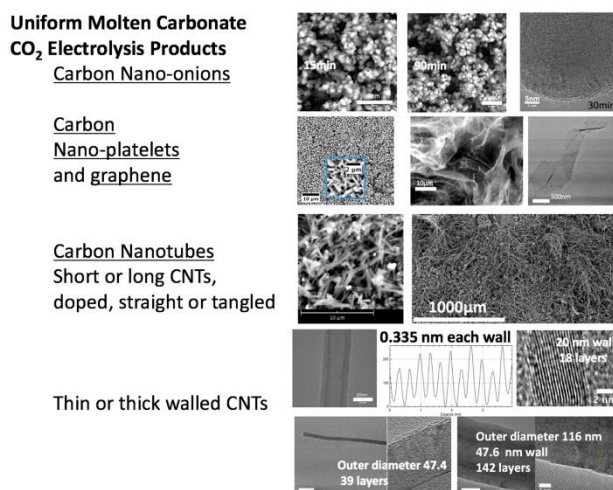 Uniform Molten Carbonate
CO₂ Electrolysis Products
Carbon Nano-onions
15min
90min
5nm
30min
Carbon
Nano-platelets
and graphene
2 µm
10 µm
10µm
500nm
Carbon Nanotubes
Short or long CNTs,
doped, straight or tangled
10 µm
1000µm
0.335 nm each wall
20 nm wall
18 layers
2 nm
Thin or thick walled CNTs
Outer diameter 47.4
39 layers
Outer diameter 116 nm
47.6 nm wall
142 layers